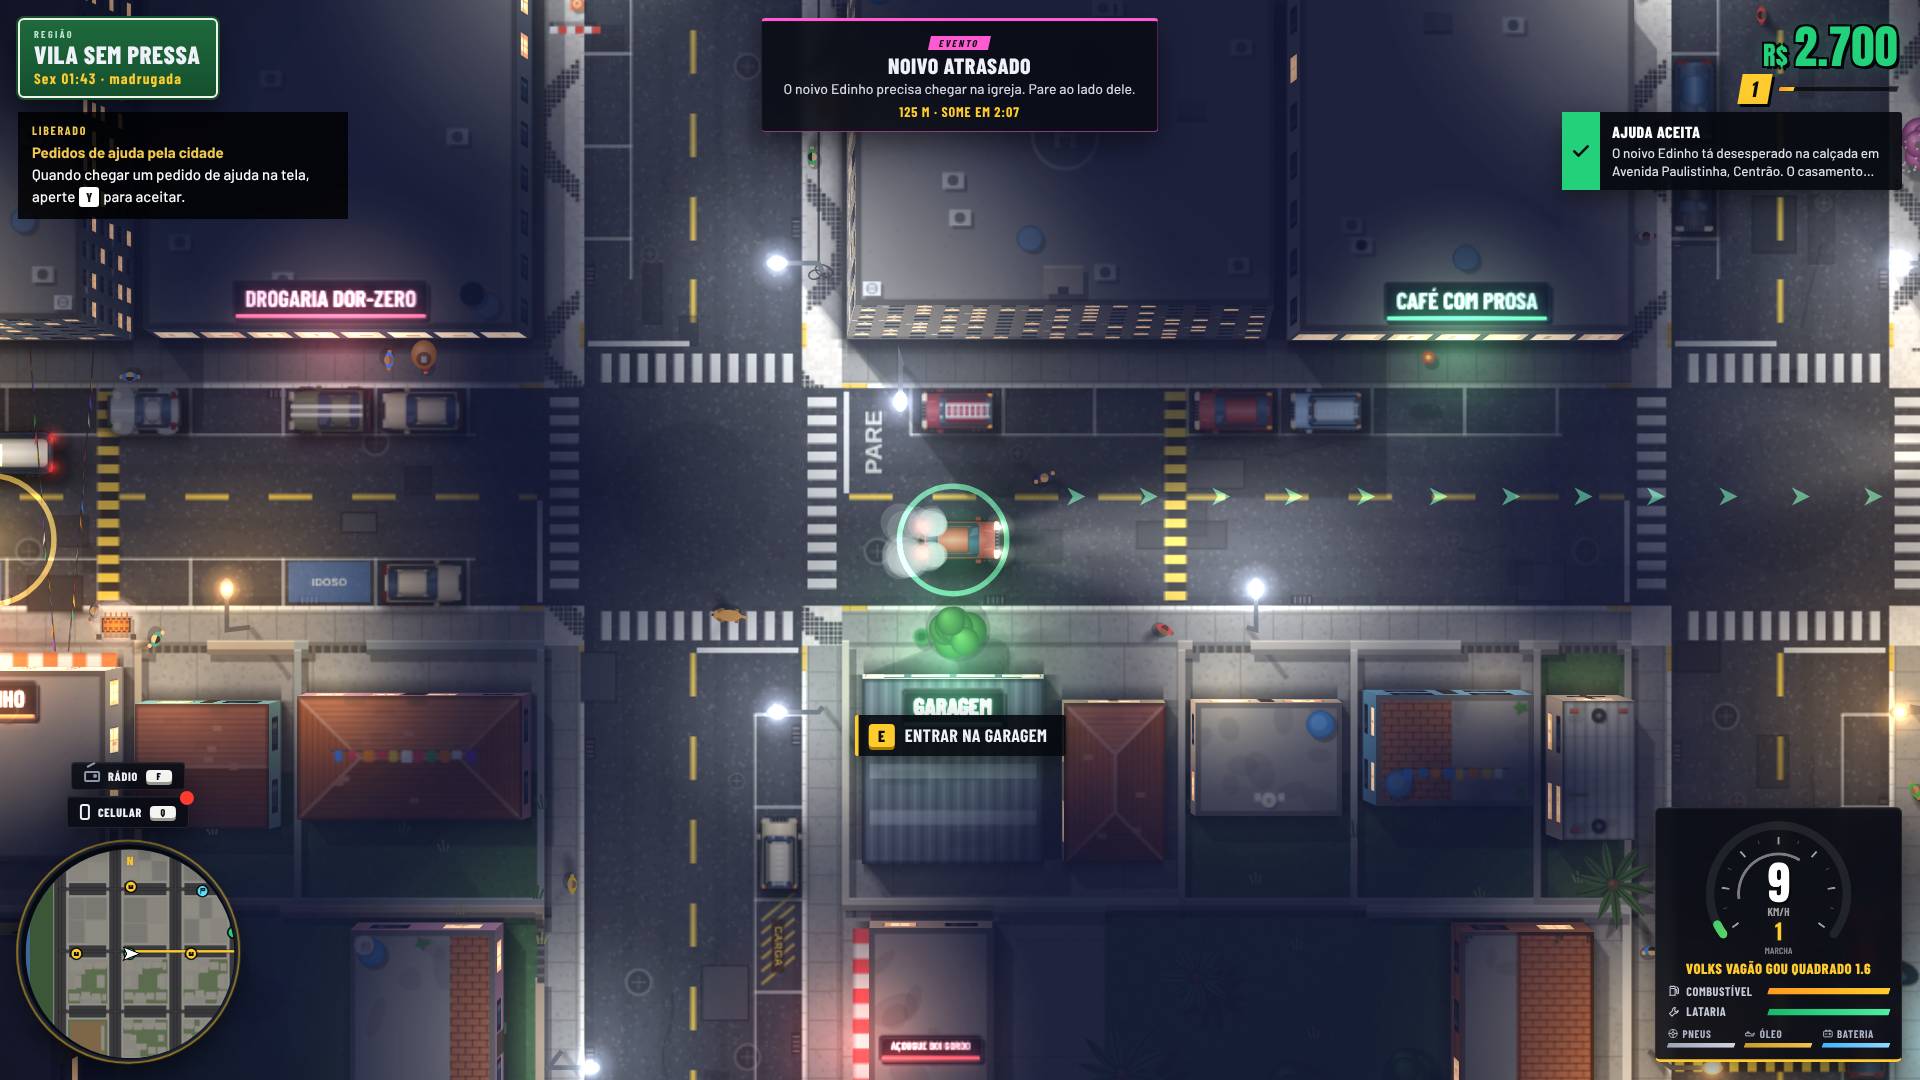 REGIÃO
VILA SEM PRESSA
Sex 01:43 · madrugada
LIBERADO
Pedidos de ajuda pela cidade
Quando chegar um pedido de ajuda na tela,
aperte Y para aceitar.
EVENTO
NOIVO ATRASADO
O noivo Edinho precisa chegar na igreja. Pare ao lado dele.
125 M · SOME EM 2:07
R$ 2.700
1
AJUDA ACEITA
O noivo Edinho tá desesperado na calçada em
Avenida Paulistinha, Centrão. O casamento...
DROGARIA DOR-ZERO
CAFÉ COM PROSA
PARE
IDOSO
NHO
GARAGEM
E ENTRAR NA GARAGEM
RÁDIO F
CELULAR Q
N
CARGA
AÇOUGUE BOI GORDO
9
KM/H
1
MARCHA
VOLKS VAGÃO GOU QUADRADO 1.6
COMBUSTÍVEL
LATARIA
PNEUS ÓLEO BATERIA